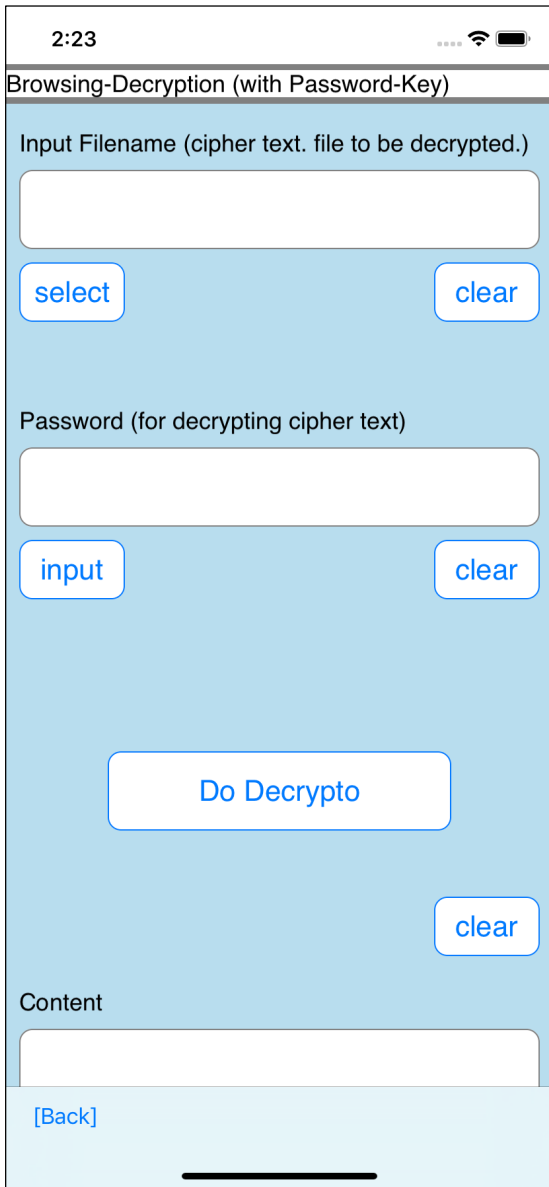 2:23
Browsing-Decryption (with Password-Key)
Input Filename (cipher text. file to be decrypted.)
select clear
Password (for decrypting cipher text)
input clear
Do Decrypto
clear
Content
[Back]